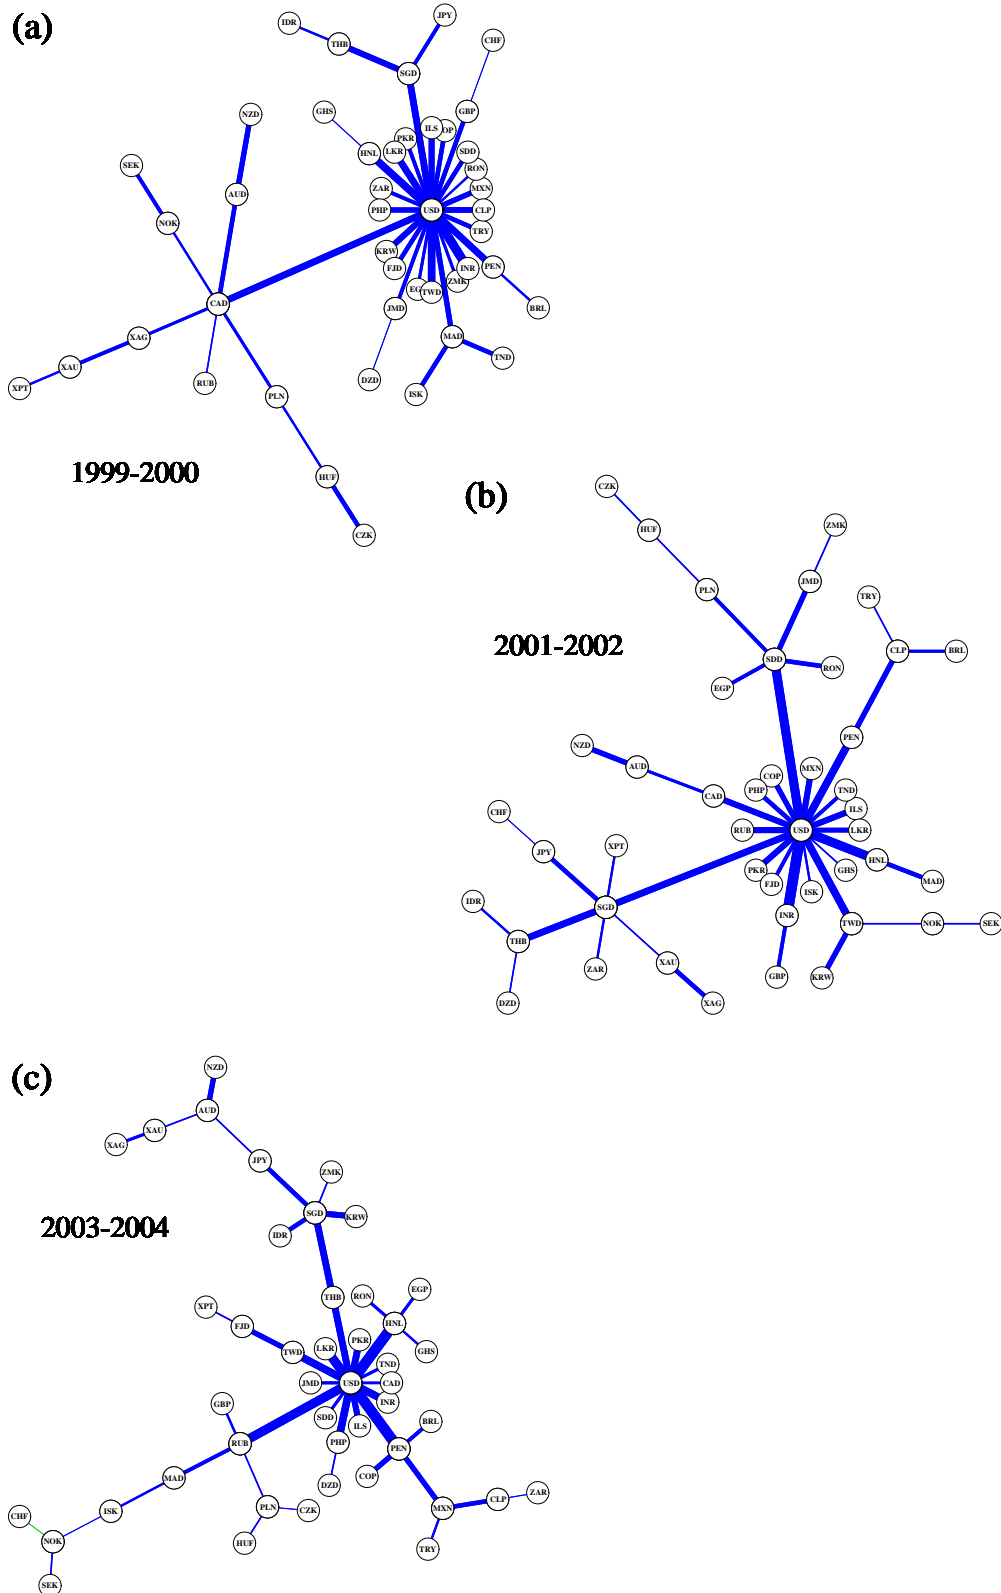 (a)
IDR
JPY
THB
CHF
SGD
GHS
GBP
NZD
ILS
OP
PKR
HNL
LKR
SDD
SEK
RON
AUD
ZAR
MXN
PHP
USD
CLP
NOK
TRY
KRW
FJD
INR
PEN
ZMK
EG
TWD
CAD
JMD
BRL
XAG
MAD
XAU
TND
RUB
DZD
XPT
PLN
ISK
1999-2000
HUF
CZK
(b)
CZK
HUF
ZMK
PLN
JMD
TRY
2001-2002
SDD
RON
CLP
BRL
EGP
PEN
NZD
AUD
MXN
COP
PHP
TND
CAD
ILS
CHF
RUB
USD
LKR
JPY
XPT
HNL
PKR
GHS
MAD
FJD
ISK
IDR
SGD
INR
TWD
NOK
SEK
THB
XAU
ZAR
GBP
KRW
DZD
XAG
(c)
NZD
AUD
XAU
XAG
JPY
ZMK
2003-2004
SGD
KRW
IDR
EGP
THB
RON
XPT
FJD
HNL
LKR
PKR
TWD
GHS
TND
JMD
USD
CAD
INR
GBP
SDD
ILS
BRL
RUB
PHP
PEN
MAD
DZD
COP
CLP
ZAR
ISK
PLN
CZK
MXN
CHF
NOK
HUF
TRY
SEK